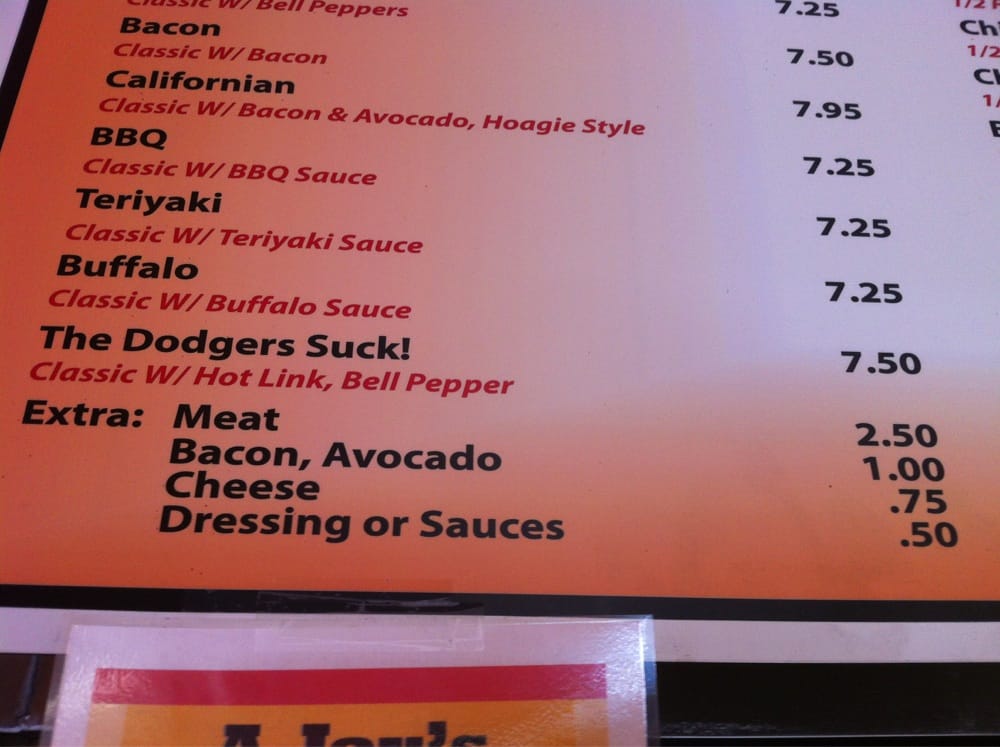 Classic W/ Bell Peppers 7.25
Bacon
Classic W/ Bacon 7.50
Californian
Classic W/ Bacon & Avocado, Hoagie Style 7.95
BBQ
Classic W/ BBQ Sauce 7.25
Teriyaki
Classic W/ Teriyaki Sauce 7.25
Buffalo
Classic W/ Buffalo Sauce 7.25
The Dodgers Suck!
Classic W/ Hot Link, Bell Pepper 7.50
Extra: Meat 2.50
Bacon, Avocado 1.00
Cheese .75
Dressing or Sauces .50
1/2